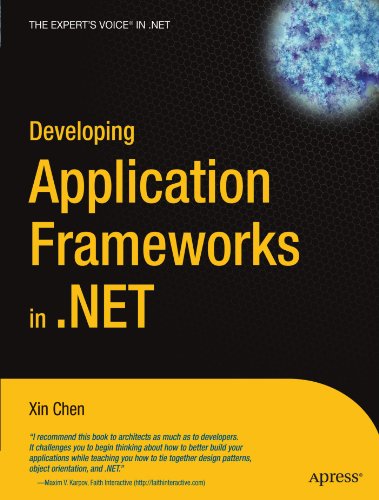 THE EXPERT'S VOICE® IN .NET
Developing
Application
Frameworks
in .NET
Xin Chen
"I recommend this book to architects as much as to developers.
It challenges you to begin thinking about how to better build your
applications while teaching you how to tie together design patterns,
object orientation, and .NET."
—Maxim V. Karpov, Faith Interactive (http://faithinteractive.com)
Apress®